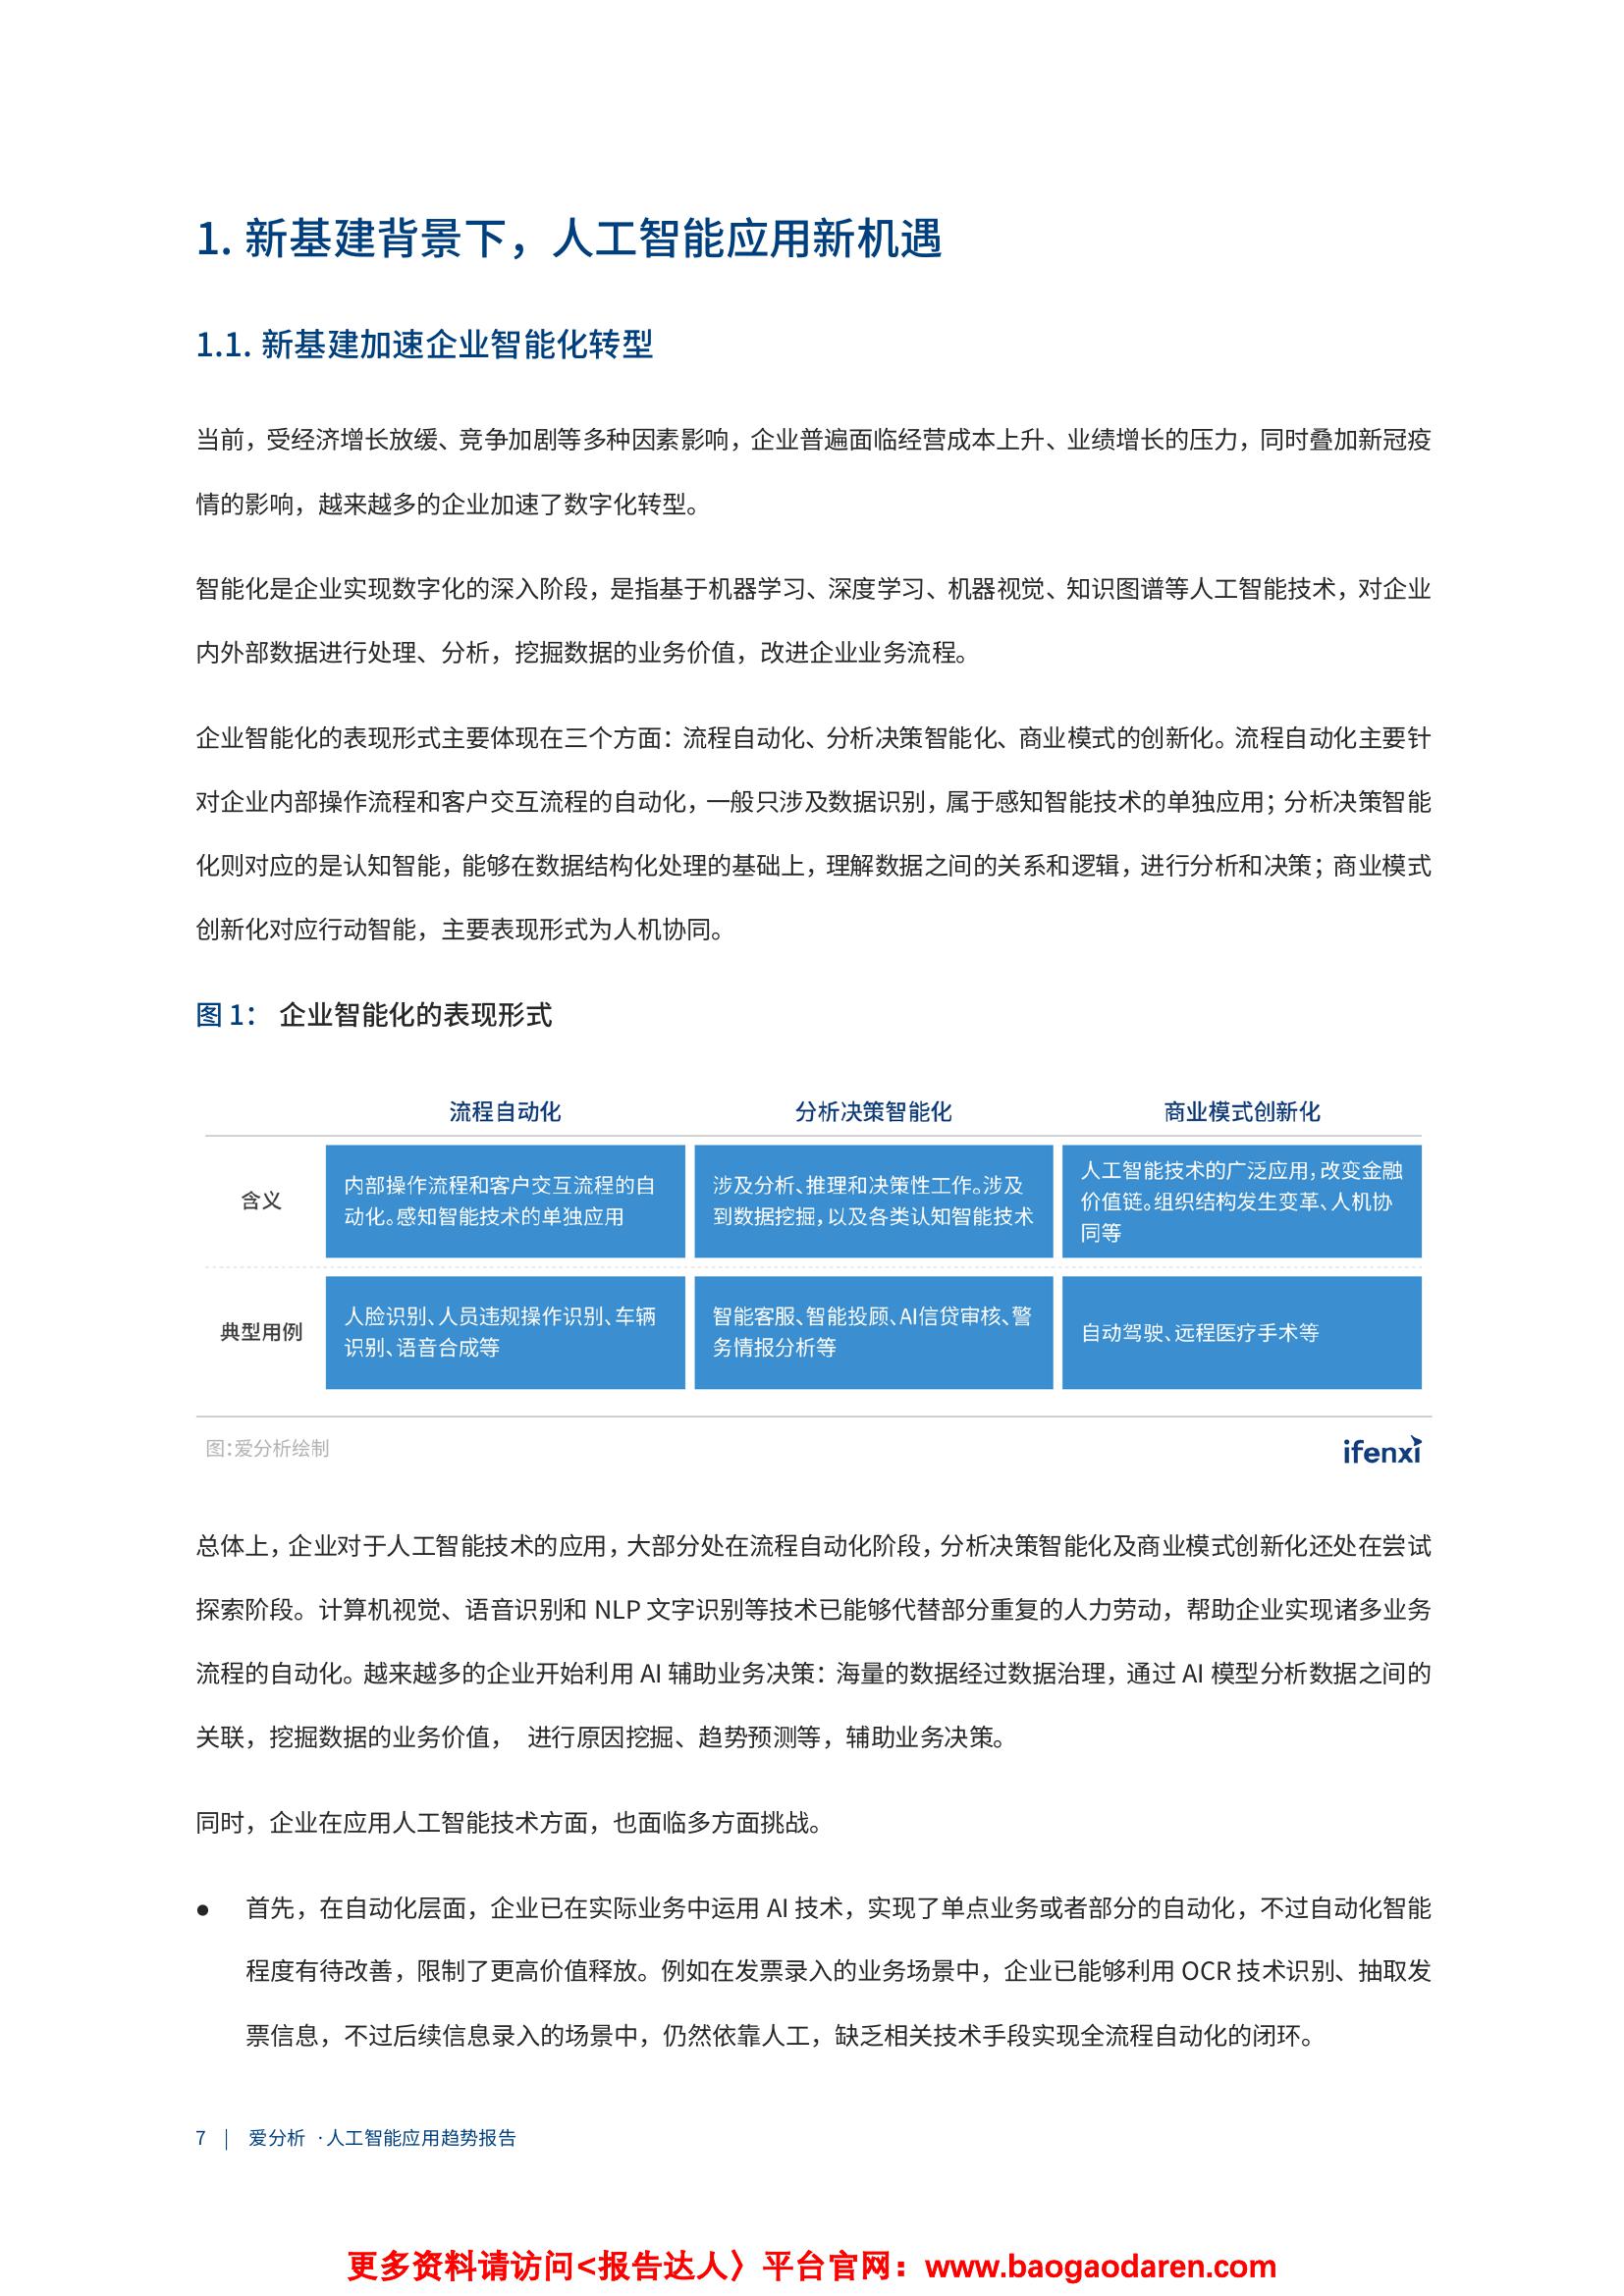 1. 新基建背景下，人工智能应用新机遇
1.1. 新基建加速企业智能化转型
当前，受经济增长放缓、竞争加剧等多种因素影响，企业普遍面临经营成本上升、业绩增长的压力，同时叠加新冠疫
情的影响，越来越多的企业加速了数字化转型。
智能化是企业实现数字化的深入阶段，是指基于机器学习、深度学习、机器视觉、知识图谱等人工智能技术，对企业
内外部数据进行处理、分析，挖掘数据的业务价值，改进企业业务流程。
企业智能化的表现形式主要体现在三个方面：流程自动化、分析决策智能化、商业模式的创新化。流程自动化主要针
对企业内部操作流程和客户交互流程的自动化，一般只涉及数据识别，属于感知智能技术的单独应用；分析决策智能
化则对应的是认知智能，能够在数据结构化处理的基础上，理解数据之间的关系和逻辑，进行分析和决策；商业模式
创新化对应行动智能，主要表现形式为人机协同。
图 1： 企业智能化的表现形式
流程自动化 分析决策智能化 商业模式创新化
含义
内部操作流程和客户交互流程的自
动化。感知智能技术的单独应用
涉及分析、推理和决策性工作。涉及
到数据挖掘，以及各类认知智能技术
人工智能技术的广泛应用，改变金融
价值链。组织结构发生变革、人机协
同等
典型用例
人脸识别、人员违规操作识别、车辆
识别、语音合成等
智能客服、智能投顾、AI信贷审核、警
务情报分析等
自动驾驶、远程医疗手术等
图：爱分析绘制
ifenxi
总体上，企业对于人工智能技术的应用，大部分处在流程自动化阶段，分析决策智能化及商业模式创新化还处在尝试
探索阶段。计算机视觉、语音识别和 NLP 文字识别等技术已能够代替部分重复的人力劳动，帮助企业实现诸多业务
流程的自动化。越来越多的企业开始利用 AI 辅助业务决策：海量的数据经过数据治理，通过 AI 模型分析数据之间的
关联，挖掘数据的业务价值， 进行原因挖掘、趋势预测等，辅助业务决策。
同时，企业在应用人工智能技术方面，也面临多方面挑战。
● 首先，在自动化层面，企业已在实际业务中运用 AI 技术，实现了单点业务或者部分的自动化，不过自动化智能
程度有待改善，限制了更高价值释放。例如在发票录入的业务场景中，企业已能够利用 OCR 技术识别、抽取发
票信息，不过后续信息录入的场景中，仍然依靠人工，缺乏相关技术手段实现全流程自动化的闭环。
7 | 爱分析 ·人工智能应用趋势报告
更多资料请访问<报告达人〉平台官网：www.baogaodaren.com